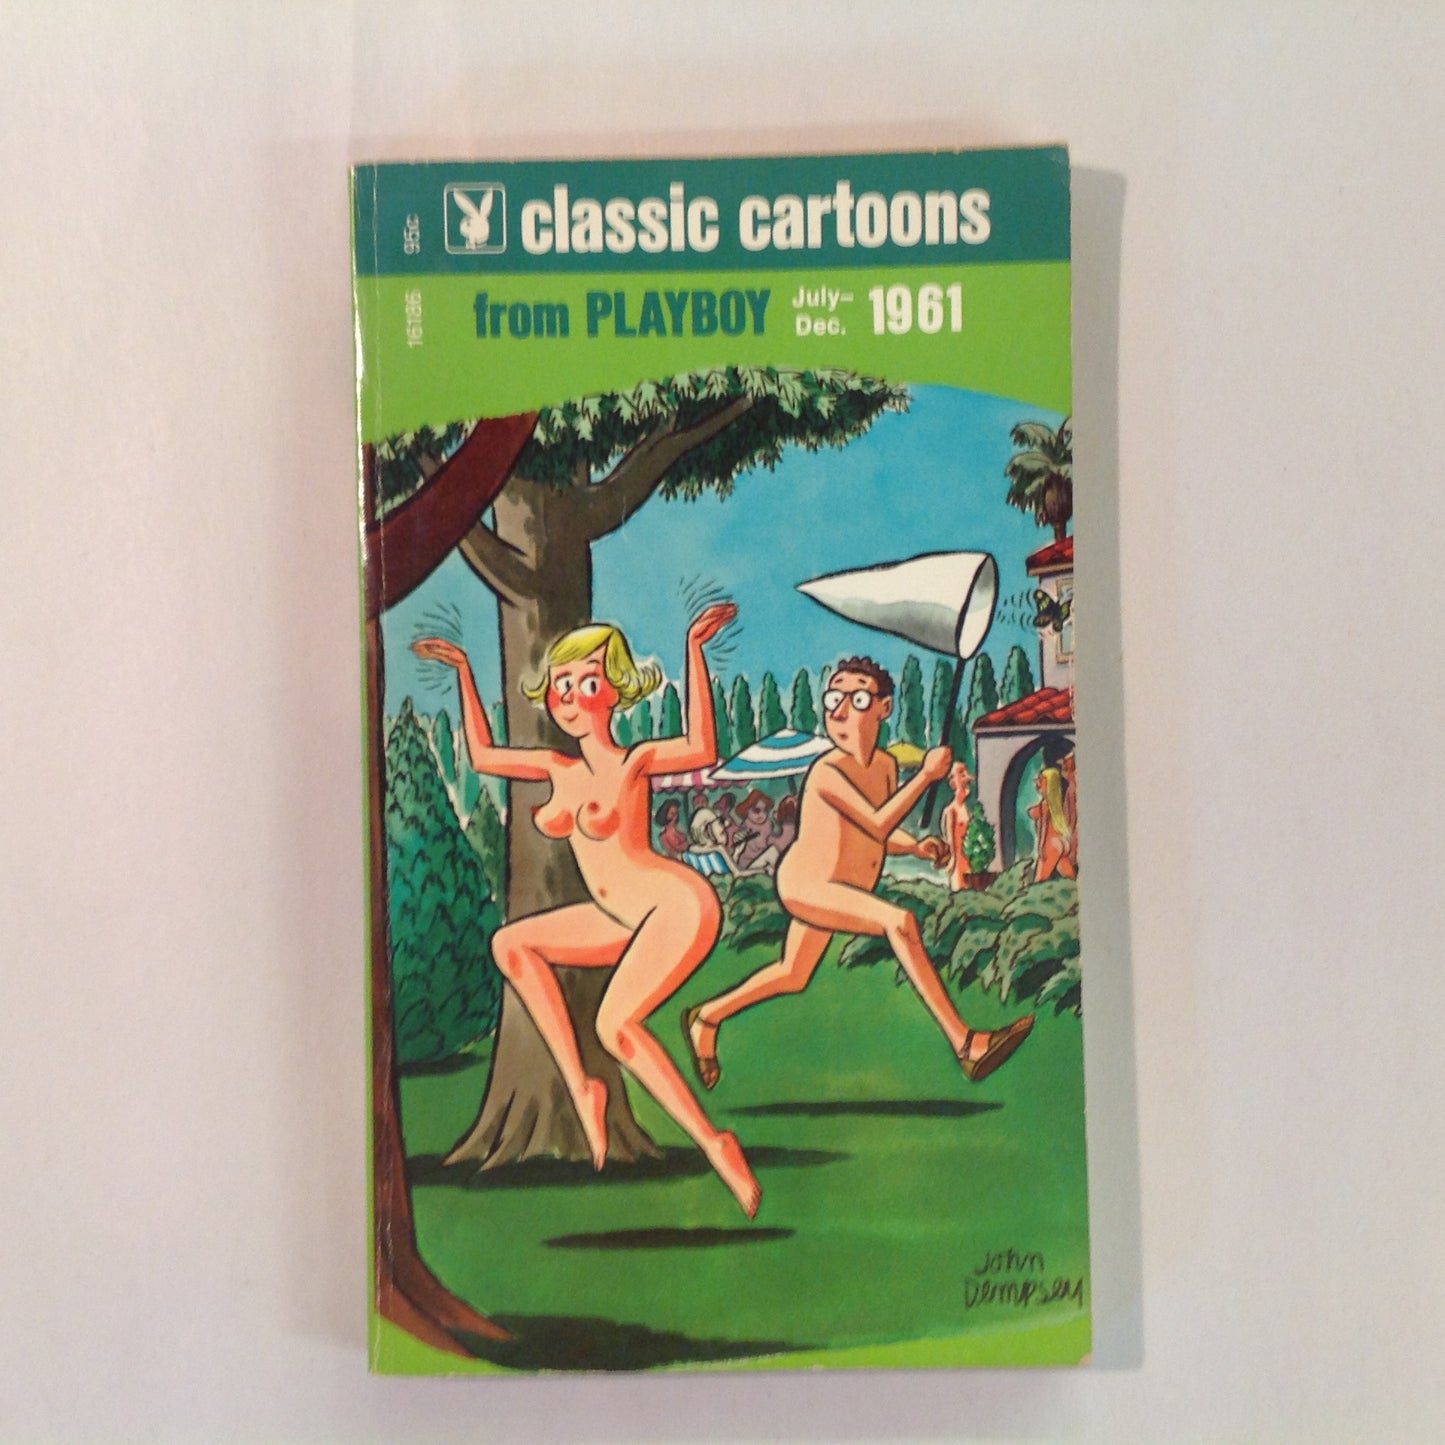 95¢
classic cartoons
16186
from PLAYBOY July–
Dec. 1961
John
Dempsey